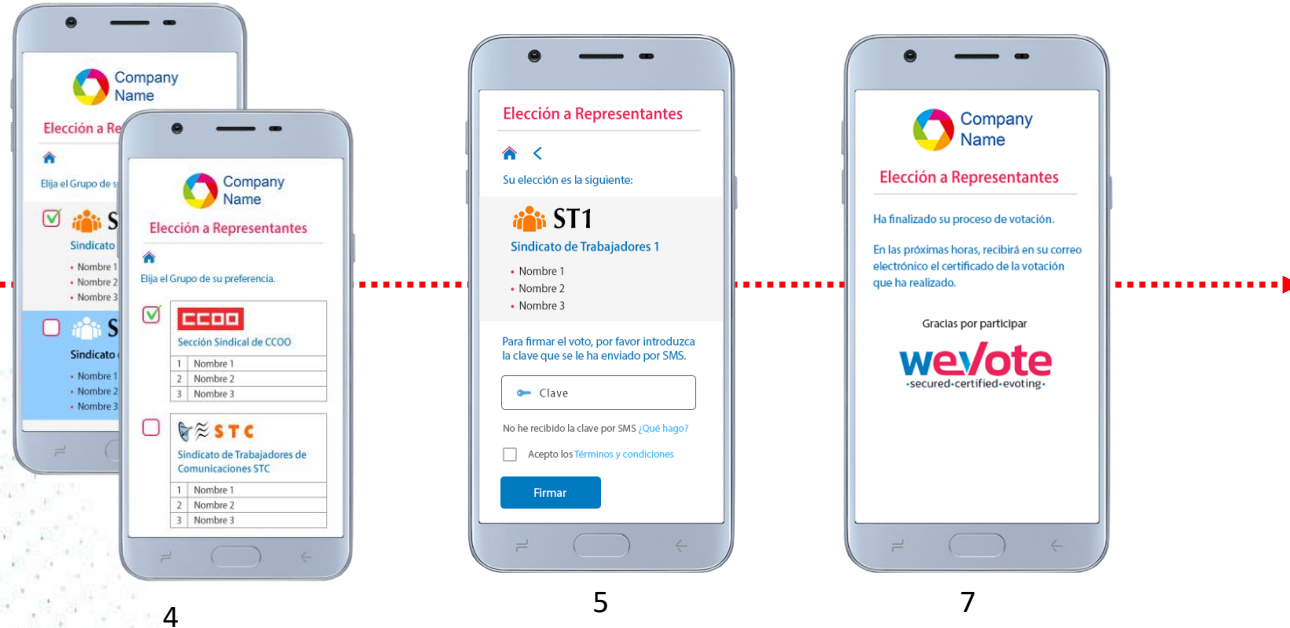 Company
Name
Elección a Re
Elija el Grupo de s
S
Sindicato
• Nombre 1
• Nombre 2
• Nombre 3
S
Sindicato
• Nombre 1
• Nombre 2
• Nombre 3
Company
Name
Elección a Representantes
Elija el Grupo de su preferencia.
CCOO
Sección Sindical de CCOO
1 Nombre 1
2 Nombre 2
3 Nombre 3
STC
Sindicato de Trabajadores de
Comunicaciones STC
1 Nombre 1
2 Nombre 2
3 Nombre 3
4
Elección a Representantes
Su elección es la siguiente:
ST1
Sindicato de Trabajadores 1
• Nombre 1
• Nombre 2
• Nombre 3
Para firmar el voto, por favor introduzca
la clave que se le ha enviado por SMS.
Clave
No he recibido la clave por SMS ¿Qué hago?
Acepto los Términos y condiciones
Firmar
5
Company
Name
Elección a Representantes
Ha finalizado su proceso de votación.
En las próximas horas, recibirá en su correo
electrónico el certificado de la votación
que ha realizado.
Gracias por participar
weVote
•secured•certified•evoting•
7